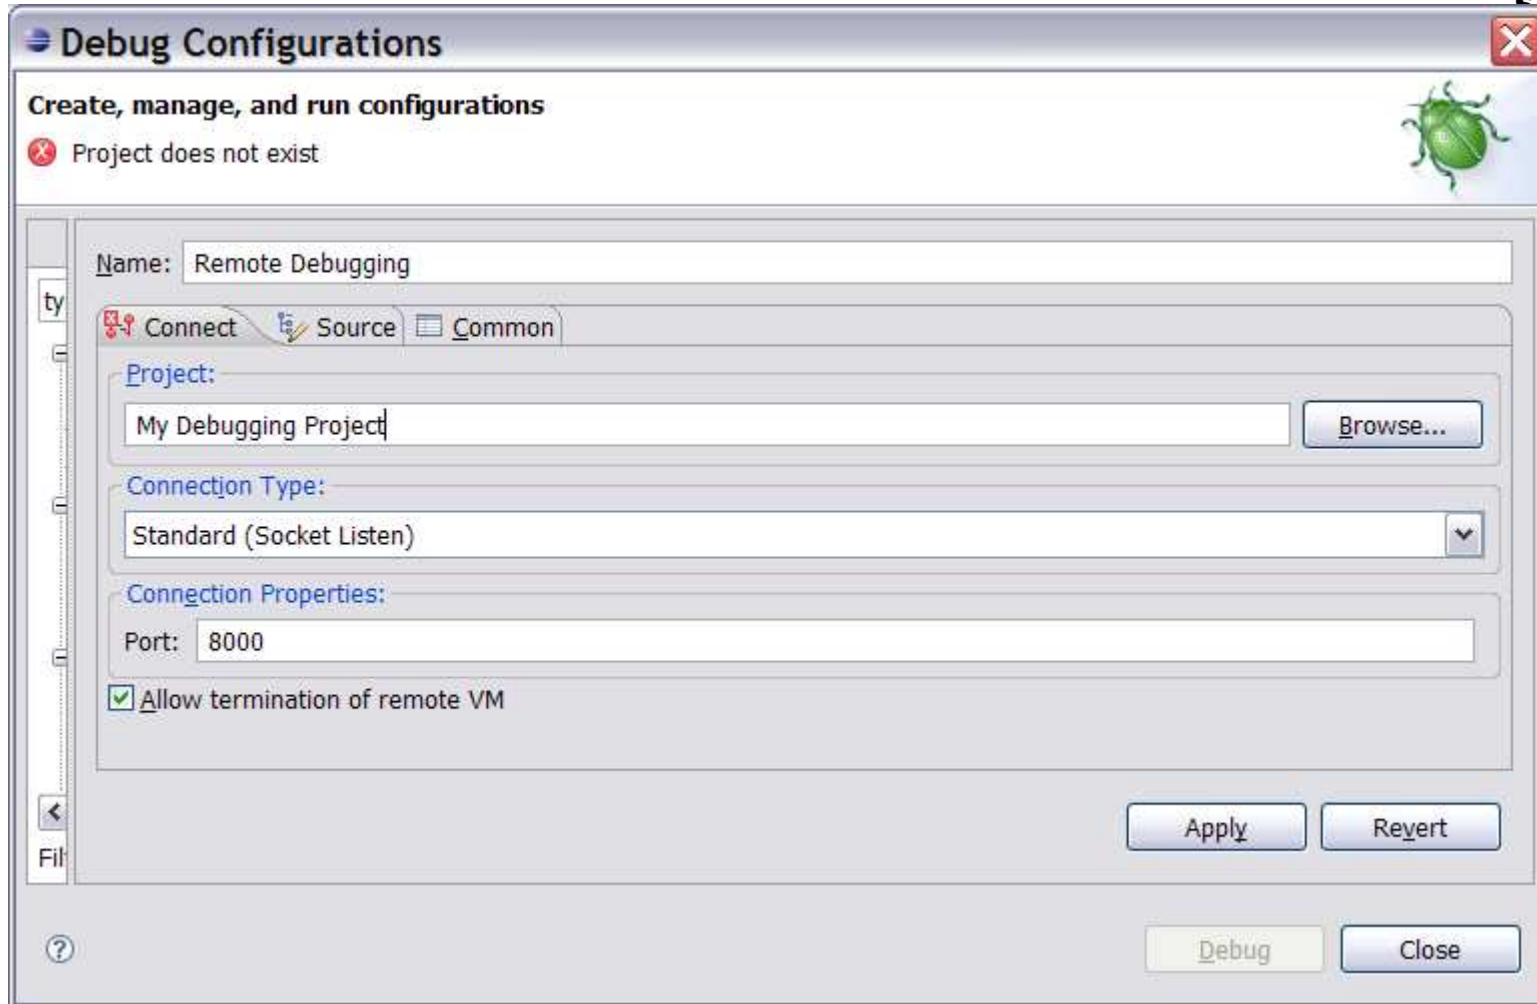 Debug Configurations
Create, manage, and run configurations
Project does not exist
Name: Remote Debugging
ty
Connect Source Common
Project:
My Debugging Project Browse...
Connection Type:
Standard (Socket Listen)
Connection Properties:
Port: 8000
Allow termination of remote VM
Apply Revert
Fil
Debug Close